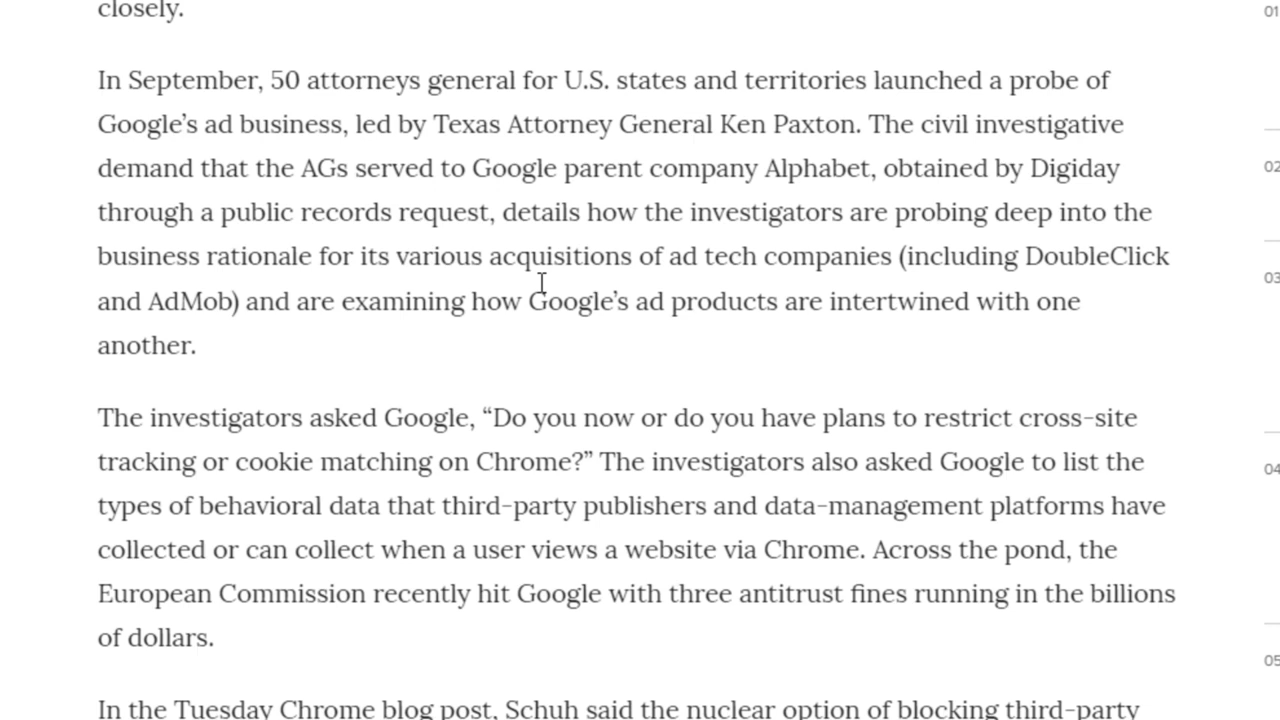 closely.
In September, 50 attorneys general for U.S. states and territories launched a probe of
Google’s ad business, led by Texas Attorney General Ken Paxton. The civil investigative
demand that the AGs served to Google parent company Alphabet, obtained by Digiday
through a public records request, details how the investigators are probing deep into the
business rationale for its various acquisitions of ad tech companies (including DoubleClick
and AdMob) and are examining how Google’s ad products are intertwined with one
another.
The investigators asked Google, “Do you now or do you have plans to restrict cross-site
tracking or cookie matching on Chrome?” The investigators also asked Google to list the
types of behavioral data that third-party publishers and data-management platforms have
collected or can collect when a user views a website via Chrome. Across the pond, the
European Commission recently hit Google with three antitrust fines running in the billions
of dollars.
In the Tuesday Chrome blog post, Schuh said the nuclear option of blocking third-party
01
02
03
04
05